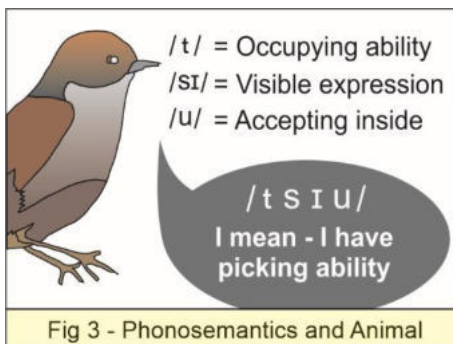 /t/ = Occupying ability
/sɪ/ = Visible expression
/u/ = Accepting inside
/t s ɪ u/
I mean - I have
picking ability
Fig 3 - Phonosemantics and Animal